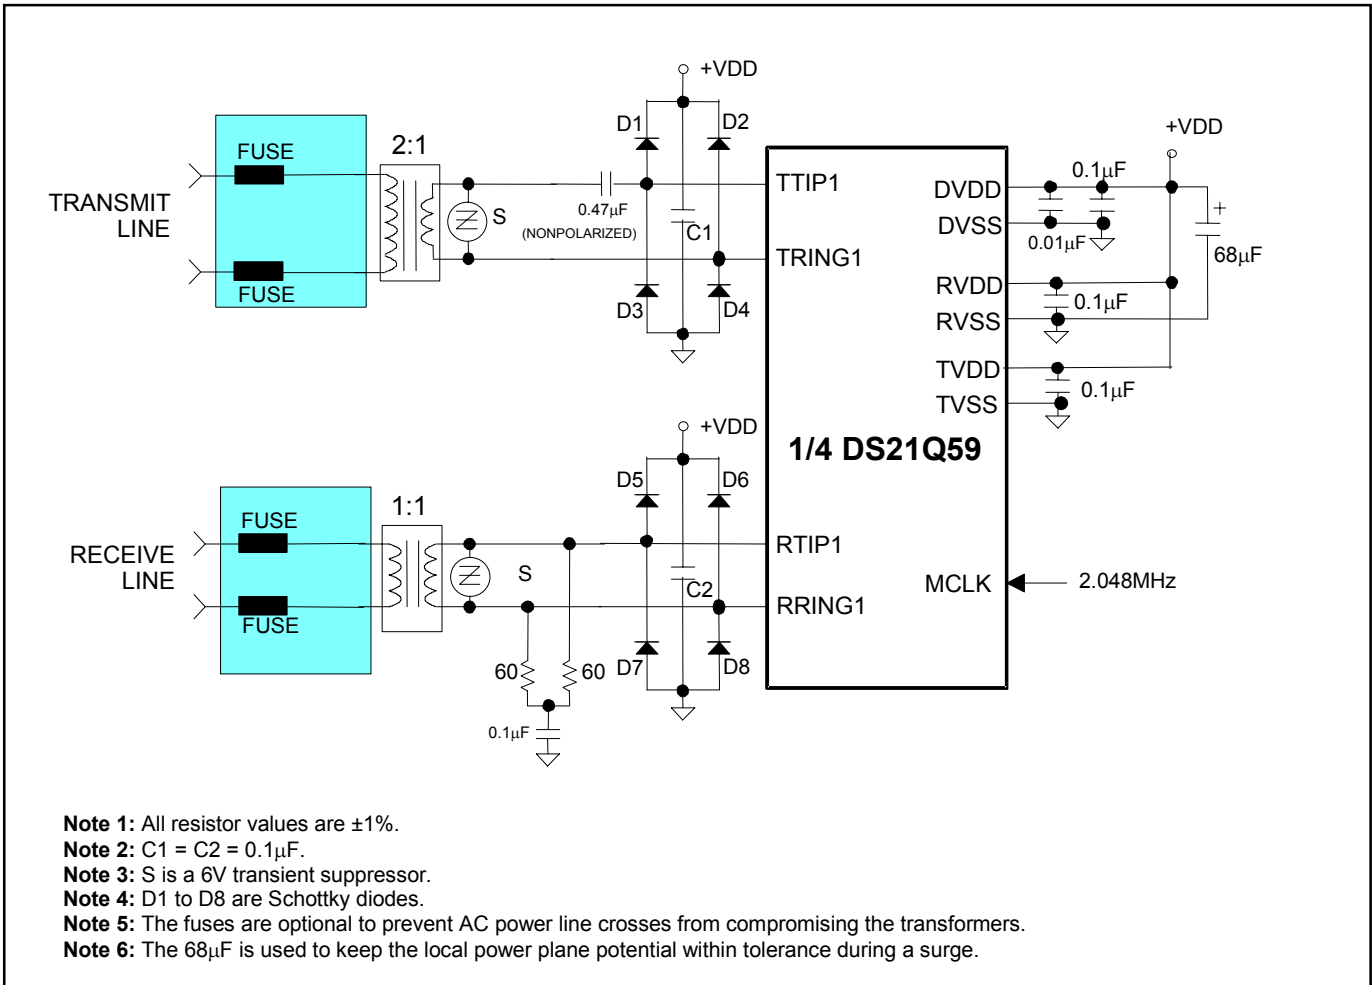 +VDD
D1
D2
+VDD
FUSE
2:1
TRANSMIT
LINE
S
0.47µF
(NONPOLARIZED)
C1
TTIP1
TRING1
FUSE
D3
D4
DVDD
0.1µF
DVSS
0.01µF
+
68µF
RVDD
0.1µF
RVSS
TVDD
0.1µF
TVSS
+VDD
1/4 DS21Q59
D5
D6
FUSE
1:1
RECEIVE
LINE
S
C2
RTIP1
RRING1
MCLK
2.048MHz
FUSE
60
60
D7
D8
0.1µF
Note 1: All resistor values are ±1%.
Note 2: C1 = C2 = 0.1µF.
Note 3: S is a 6V transient suppressor.
Note 4: D1 to D8 are Schottky diodes.
Note 5: The fuses are optional to prevent AC power line crosses from compromising the transformers.
Note 6: The 68µF is used to keep the local power plane potential within tolerance during a surge.